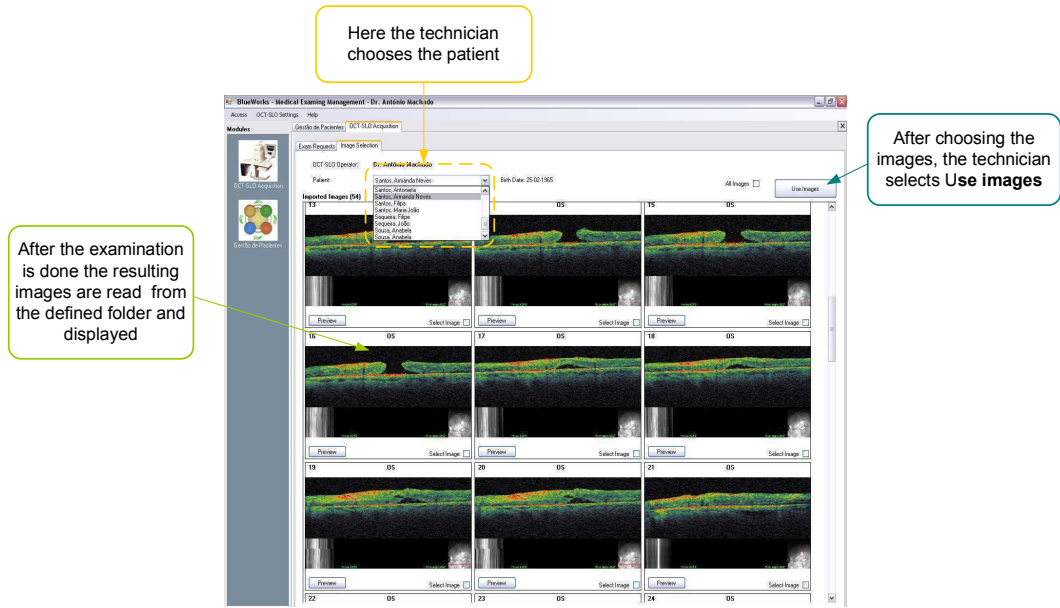 Here the technician
chooses the patient
BlueWorks - Medical Examing Management - Dr. António Machado
Access OCT-SLO Settings Help
Modules
Gestão de Pacientes OCT-SLO Acquisition
Exam Requests Image Selection
OCT-SLO Operator: Dr. António Machado
Patient: Santos, Armanda Neves Birth Date: 25-02-1965
All Images Use Images
Imported Images (54)
Santos, Antonieta
Santos, Armanda Neves
Santos, Filipe
Santos, Maria João
Sequeira, Filipe
Sequeira, João
Sousa, Anabela
Sousa, Anabela
OCT-SLO Acquisition
Gestão de Pacientes
After choosing the
images, the technician
selects Use images
After the examination
is done the resulting
images are read from
the defined folder and
displayed
13 OS 15 OS
Preview Select Image Preview Select Image Preview Select Image
16 OS 17 OS 18 OS
Preview Select Image Preview Select Image Preview Select Image
19 OS 20 OS 21 OS
Preview Select Image Preview Select Image Preview Select Image
22 OS 23 OS 24 OS